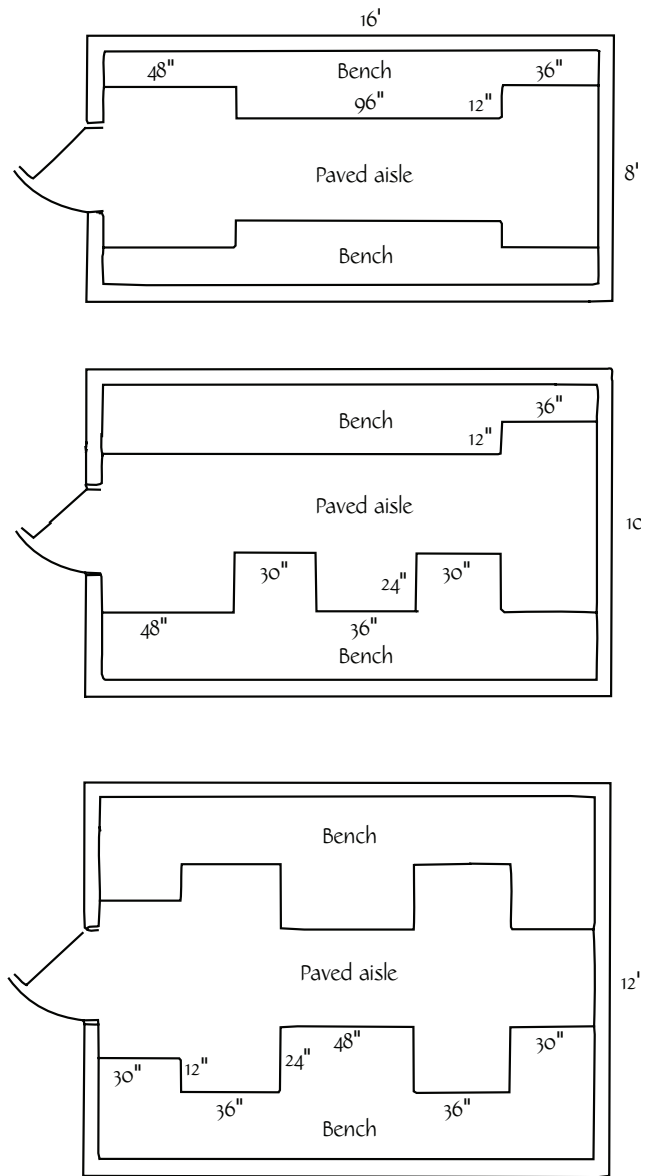 16'
48"
Bench
36"
96"
12"
Paved aisle
8'
Bench
36"
Bench
12"
Paved aisle
1C
30"
24"
30"
48"
36"
Bench
Bench
Paved aisle
12'
48"
30"
30"
12"
24"
36"
36"
Bench